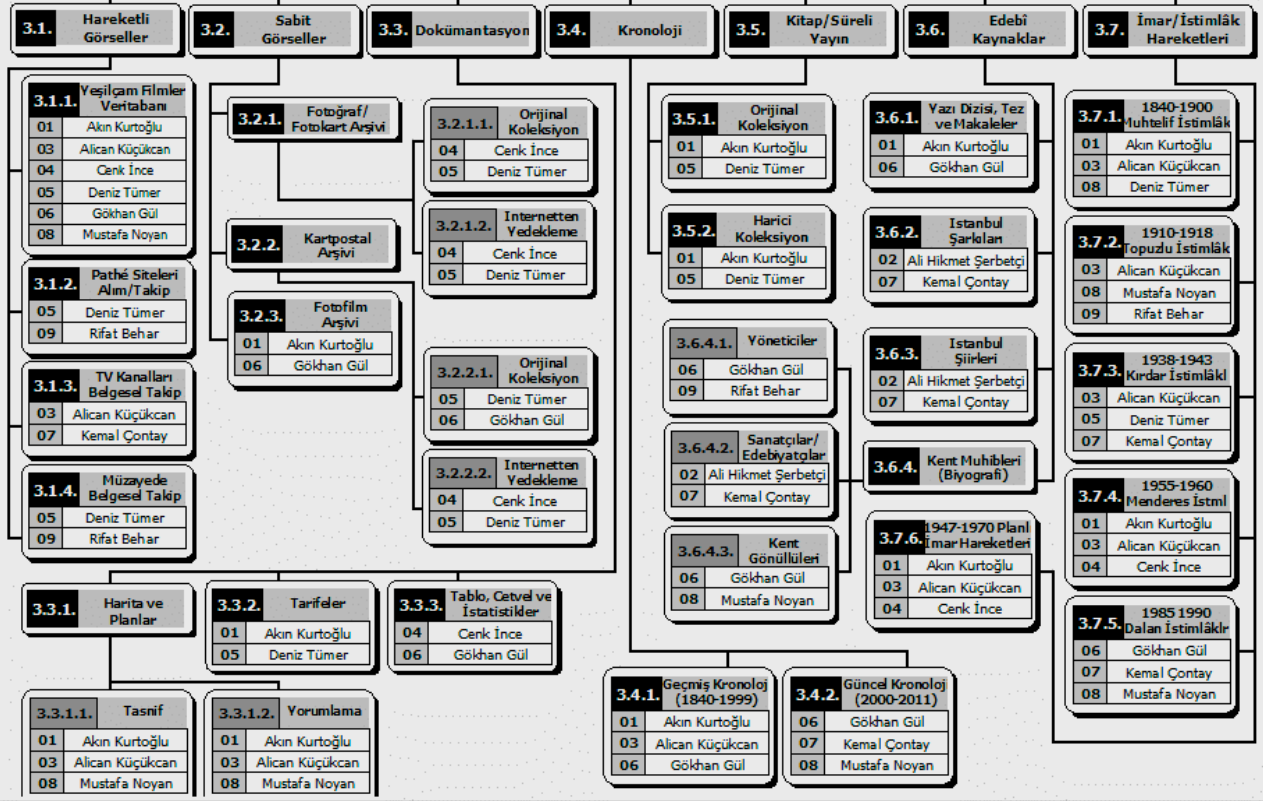 3.1. Hareketli
Görseller
3.2. Sabit
Görseller
3.3. Dokümantasyon
3.4. Kronoloji
3.5. Kitap/Süreli
Yayın
3.6. Edebî
Kaynaklar
3.7. İmar/İstimlâk
Hareketleri
3.1.1. Yeşilçam Filmler
Veritabanı
01 Akın Kurtoğlu
03 Alican Küçükcan
04 Cenk İnce
05 Deniz Tümer
06 Gökhan Gül
08 Mustafa Noyan
3.1.2. Pathé Siteleri
Alım/Takip
05 Deniz Tümer
09 Rifat Behar
3.1.3. TV Kanalları
Belgesel Takip
03 Alican Küçükcan
07 Kemal Çontay
3.1.4. Müzayede
Belgesel Takip
05 Deniz Tümer
09 Rifat Behar
3.2.1. Fotoğraf/
Fotokart Arşivi
3.2.2. Kartpostal
Arşivi
3.2.3. Fotofilm
Arşivi
01 Akın Kurtoğlu
06 Gökhan Gül
3.2.1.1. Orijinal
Koleksiyon
04 Cenk İnce
05 Deniz Tümer
3.2.1.2. Internetten
Yedekleme
04 Cenk İnce
05 Deniz Tümer
3.2.2.1. Orijinal
Koleksiyon
05 Deniz Tümer
06 Gökhan Gül
3.2.2.2. Internetten
Yedekleme
04 Cenk İnce
05 Deniz Tümer
3.3.1. Harita ve
Planlar
3.3.2. Tarifeler
01 Akın Kurtoğlu
05 Deniz Tümer
3.3.3. Tablo, Cetvel ve
İstatistikler
04 Cenk İnce
06 Gökhan Gül
3.3.1.1. Tasnif
01 Akın Kurtoğlu
03 Alican Küçükcan
08 Mustafa Noyan
3.3.1.2. Yorumlama
01 Akın Kurtoğlu
03 Alican Küçükcan
08 Mustafa Noyan
3.4.1. Geçmiş Kronoloj
(1840-1999)
01 Akın Kurtoğlu
03 Alican Küçükcan
06 Gökhan Gül
3.4.2. Güncel Kronoloj
(2000-2011)
06 Gökhan Gül
07 Kemal Çontay
08 Mustafa Noyan
3.5.1. Orijinal
Koleksiyon
01 Akın Kurtoğlu
05 Deniz Tümer
3.5.2. Harici
Koleksiyon
01 Akın Kurtoğlu
05 Deniz Tümer
3.6.4.1. Yöneticiler
06 Gökhan Gül
09 Rifat Behar
3.6.4.2. Sanatçılar/
Edebiyatçlar
02 Ali Hikmet Şerbetçi
07 Kemal Çontay
3.6.4.3. Kent
Gönüllüleri
06 Gökhan Gül
08 Mustafa Noyan
3.6.1. Yazı Dizisi, Tez
ve Makaleler
01 Akın Kurtoğlu
06 Gökhan Gül
3.6.2. Istanbul
Şarkıları
02 Ali Hikmet Şerbetçi
07 Kemal Çontay
3.6.3. Istanbul
Şiirleri
02 Ali Hikmet Şerbetçi
07 Kemal Çontay
3.6.4. Kent Muhibleri
(Biyografi)
3.7.6. 1947-1970 Planl
İmar Hareketleri
01 Akın Kurtoğlu
03 Alican Küçükcan
04 Cenk İnce
3.7.1. 1840-1900
Muhtelif İstimlâk
01 Akın Kurtoğlu
03 Alican Küçükcan
08 Deniz Tümer
3.7.2. 1910-1918
Topuzlu İstimlâk
03 Alican Küçükcan
08 Mustafa Noyan
09 Rifat Behar
3.7.3. 1938-1943
Kırdar İstimlâkl
03 Alican Küçükcan
05 Deniz Tümer
07 Kemal Çontay
3.7.4. 1955-1960
Menderes İstml
01 Akın Kurtoğlu
03 Alican Küçükcan
04 Cenk İnce
3.7.5. 1985 1990
Dalan İstimlâklr
06 Gökhan Gül
07 Kemal Çontay
08 Mustafa Noyan